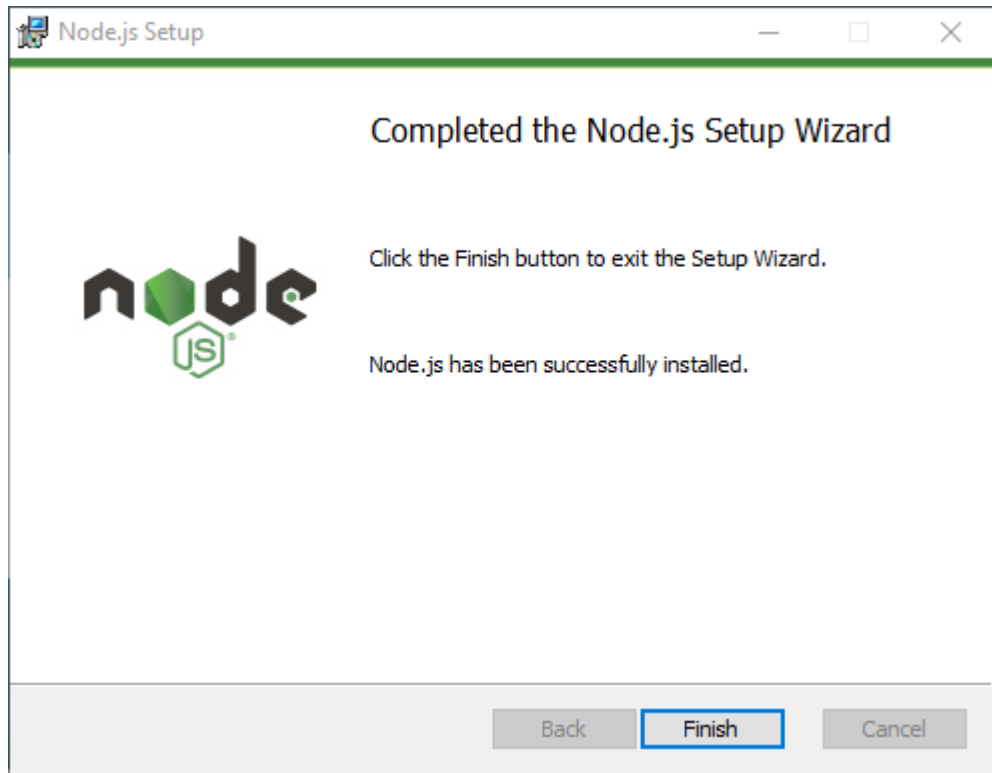 Node.js Setup
Completed the Node.js Setup Wizard
Click the Finish button to exit the Setup Wizard.
node
JS®
Node.js has been successfully installed.
Back Finish Cancel